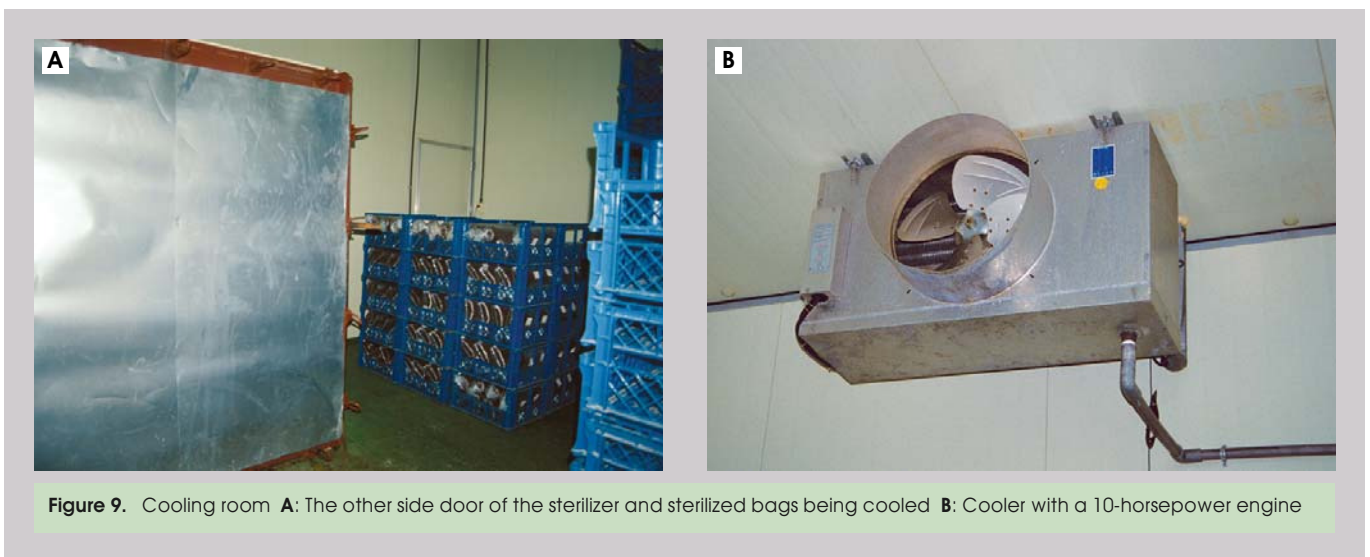 A
B
Figure 9. Cooling room A: The other side door of the sterilizer and sterilized bags being cooled B: Cooler with a 10-horsepower engine